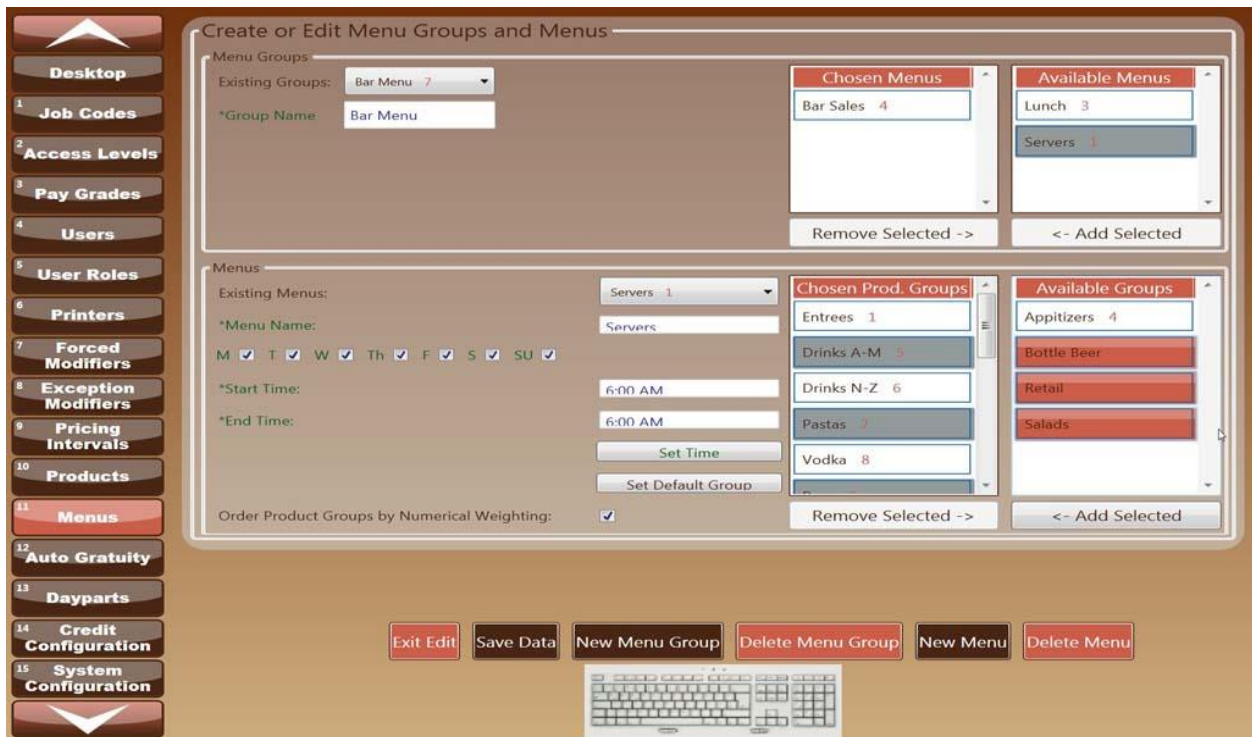 Desktop
1 Job Codes
2 Access Levels
3 Pay Grades
4 Users
5 User Roles
6 Printers
7 Forced
Modifiers
8 Exception
Modifiers
9 Pricing
Intervals
10 Products
11 Menus
12 Auto Gratuity
13 Dayparts
14 Credit
Configuration
15 System
Configuration
Create or Edit Menu Groups and Menus
Menu Groups
Existing Groups: Bar Menu 7
*Group Name Bar Menu
Chosen Menus
Bar Sales 4
Remove Selected ->
Available Menus
Lunch 3
Servers 1
<- Add Selected
Menus
Existing Menus: Servers 1
*Menu Name: Servers
M T W Th F S SU
*Start Time: 6:00 AM
*End Time: 6:00 AM
Set Time
Set Default Group
Order Product Groups by Numerical Weighting:
Chosen Prod. Groups
Entrees 1
Drinks A-M 5
Drinks N-Z 6
Pastas 2
Vodka 8
Remove Selected ->
Available Groups
Appitizers 4
Bottle Beer
Retail
Salads
<- Add Selected
Exit Edit Save Data New Menu Group Delete Menu Group New Menu Delete Menu